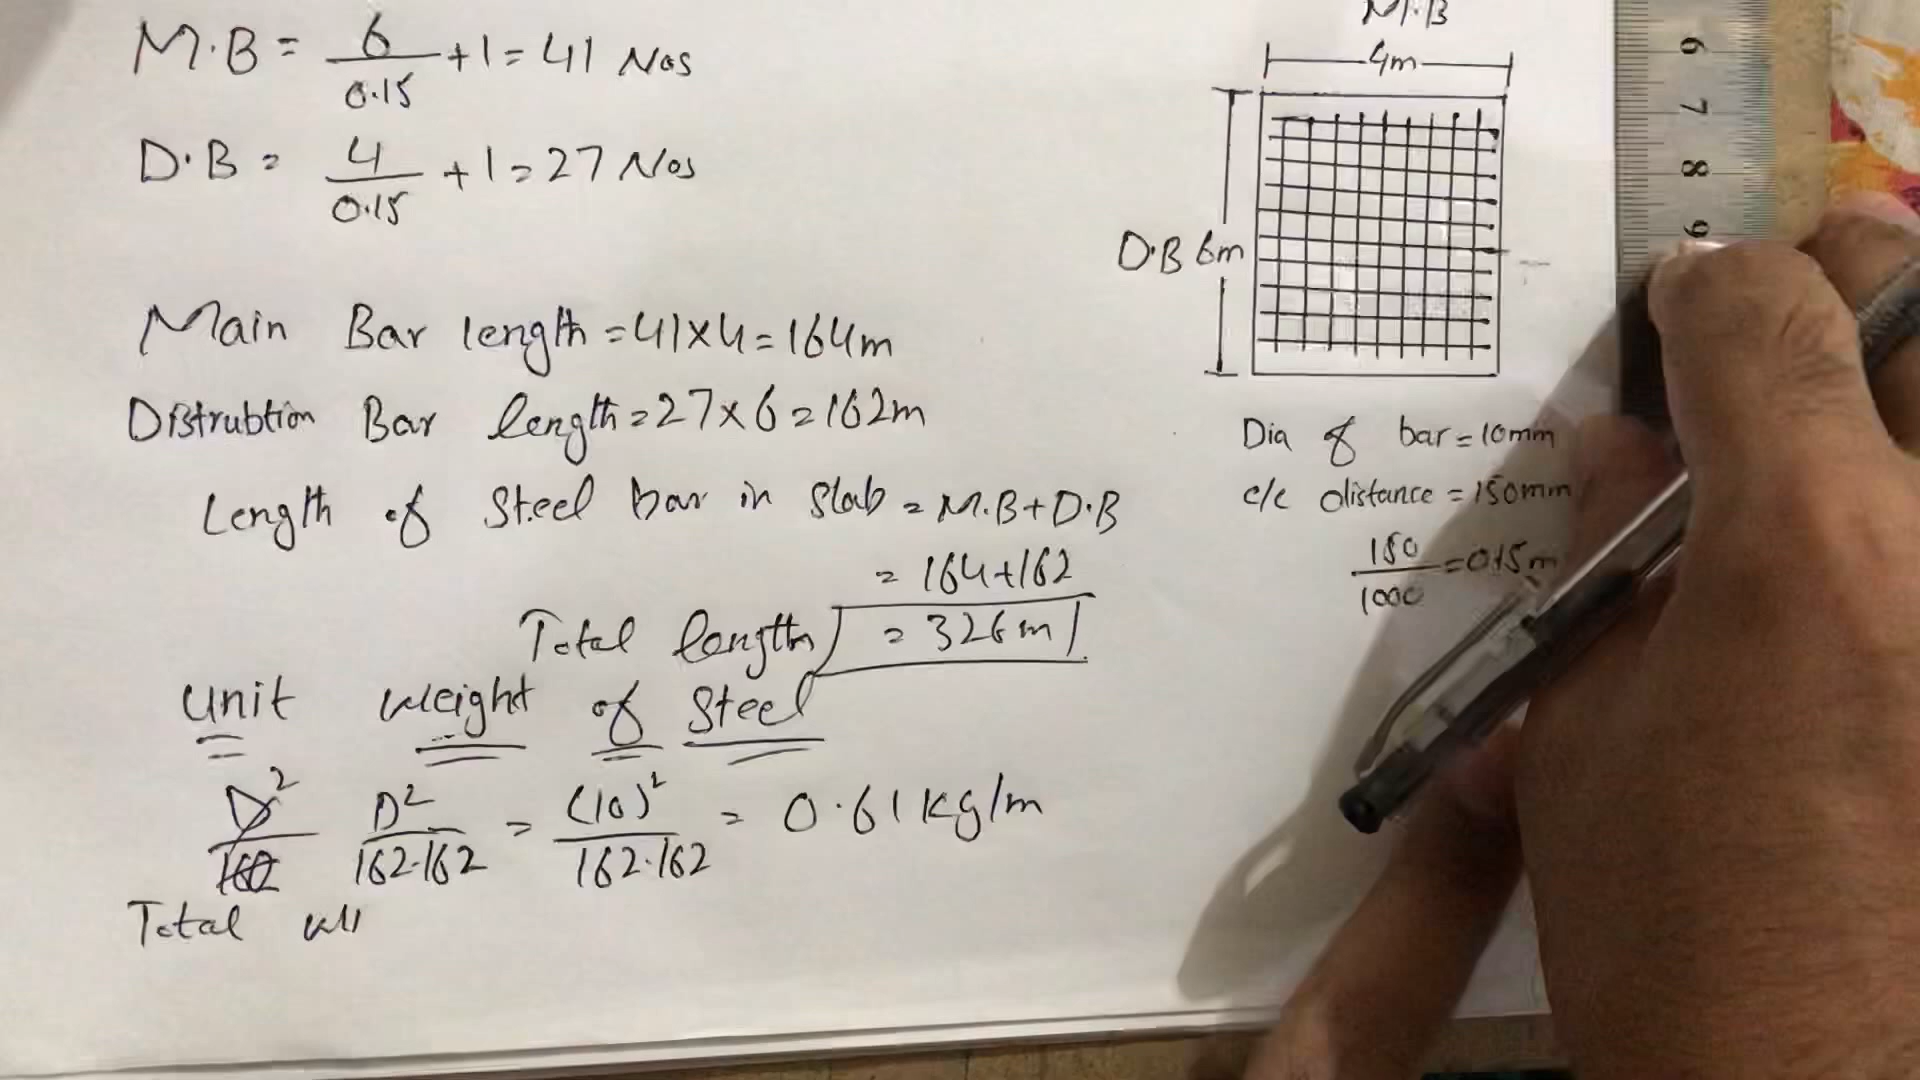 M.B = 6/0.15 + 1 = 41 Nos
D.B = 4/0.15 + 1 = 27 Nos
Main Bar length = 41 x 4 = 164m
Distrubtion Bar length = 27 x 6 = 162m
Length of Steel bar in Slab = M.B + D.B
= 164 + 162
Total length = 326m
Unit weight of Steel
D²/162 D²/162.162 = (10)²/162.162 = 0.61 kg/m
Total
M.B
4m
D.B 6m
Dia of bar = 10mm
c/c distance = 150mm
150/1000 = 0.15m
6
7
8
9